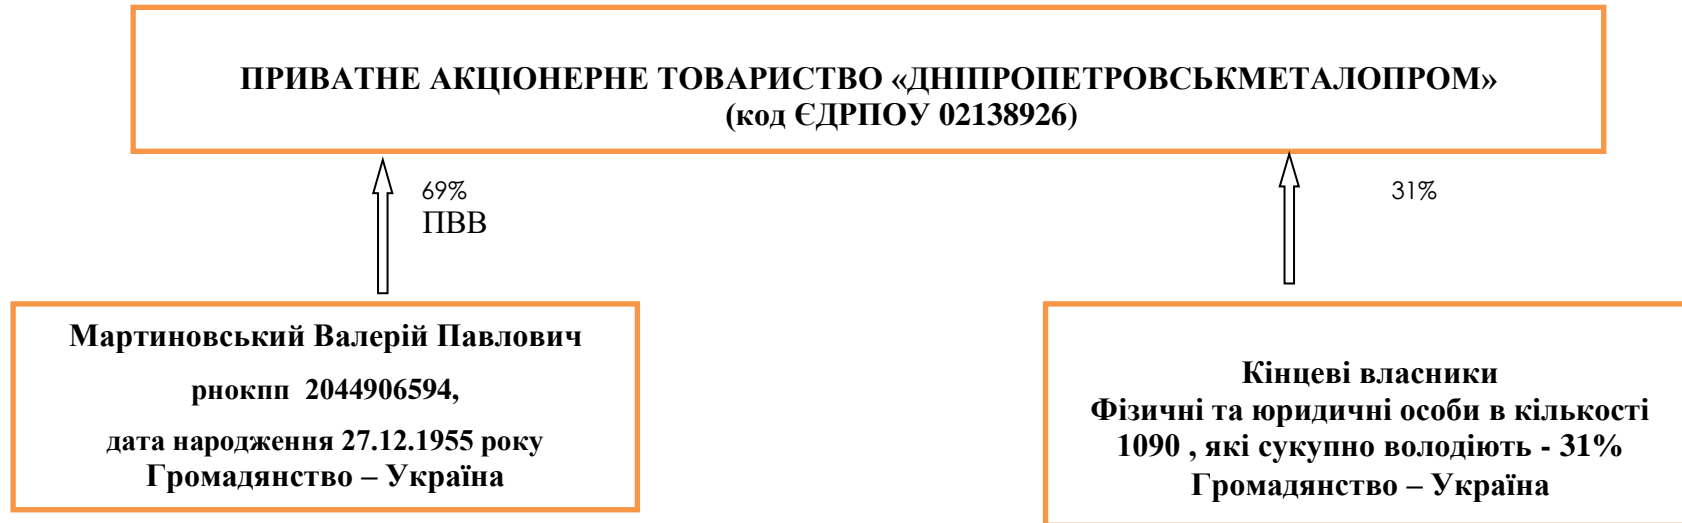 ПРИВАТНЕ АКЦІОНЕРНЕ ТОВАРИСТВО «ДНІПРОПЕТРОВСЬКМЕТАЛОПРОМ»
(код ЄДРПОУ 02138926)
69%
ПВВ
31%
Мартиновський Валерій Павлович
рнокпп 2044906594,
дата народження 27.12.1955 року
Громадянство – Україна
Кінцеві власники
Фізичні та юридичні особи в кількості
1090 , які сукупно володіють - 31%
Громадянство – Україна